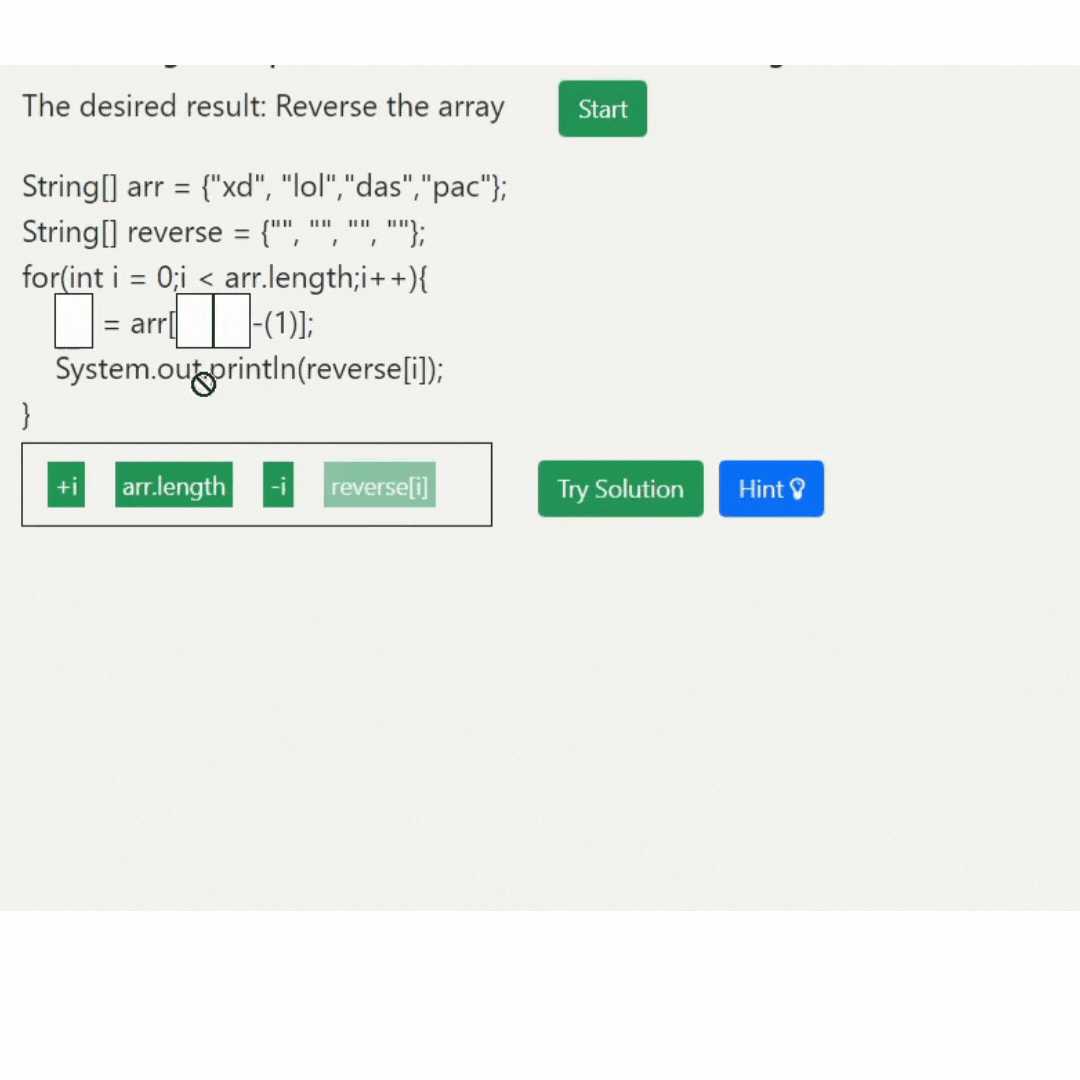 The desired result: Reverse the array Start
String[] arr = {"xd", "lol","das","pac"};
String[] reverse = {"", "", "", ""};
for(int i = 0;i < arr.length;i++){
= arr[ -(1)];
System.out.println(reverse[i]);
}
+i arr.length -i reverse[i] Try Solution Hint